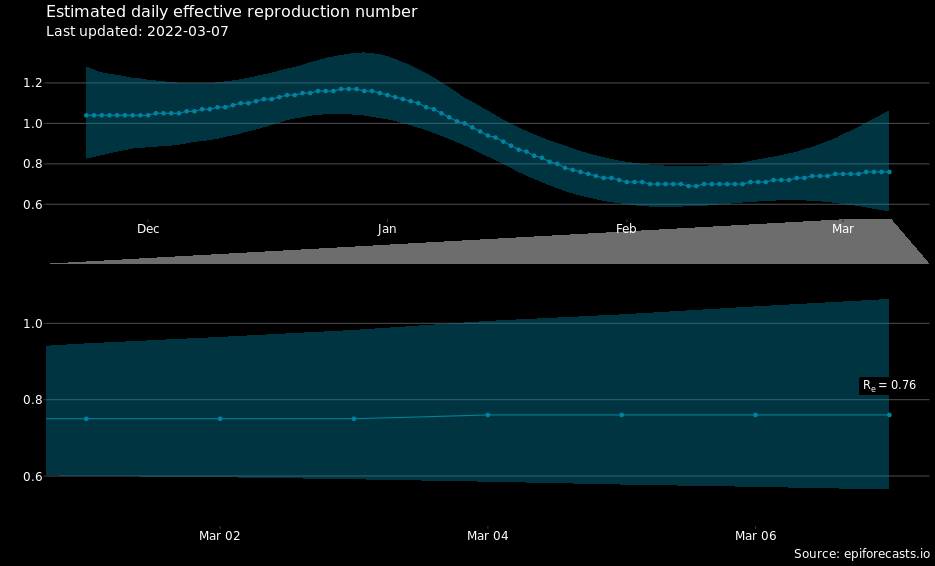 Estimated daily effective reproduction number
Last updated: 2022-03-07
1.2
1.0
0.8
0.6
Dec Jan Feb Mar
1.0
0.8
0.6
Re = 0.76
Mar 02 Mar 04 Mar 06
Source: epiforecasts.io